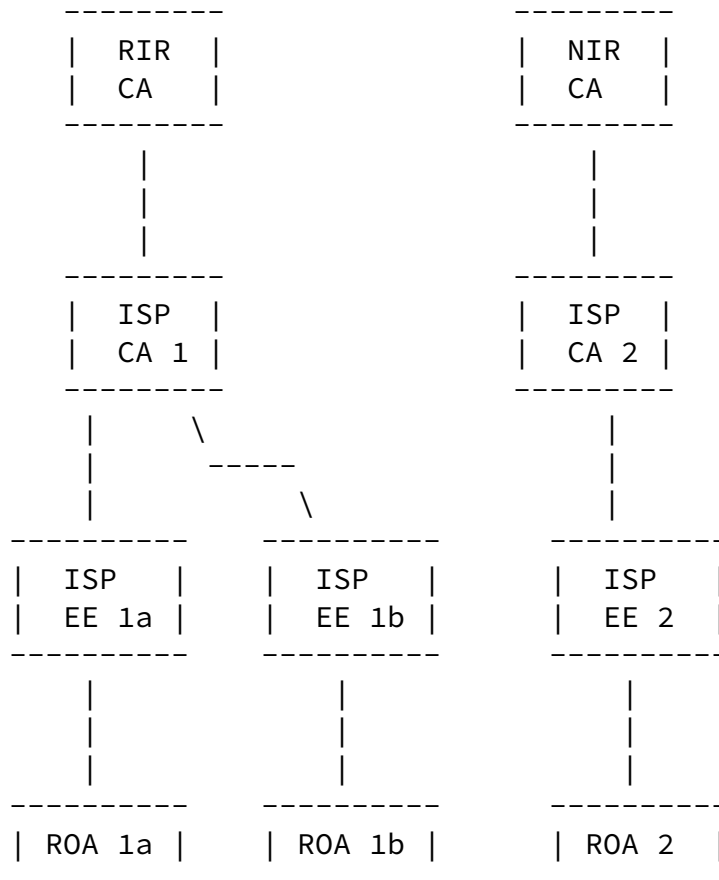 RIR NIR
CA CA
ISP ISP
CA 1 CA 2
ISP ISP ISP
EE 1a EE 1b EE 2
ROA 1a ROA 1b ROA 2